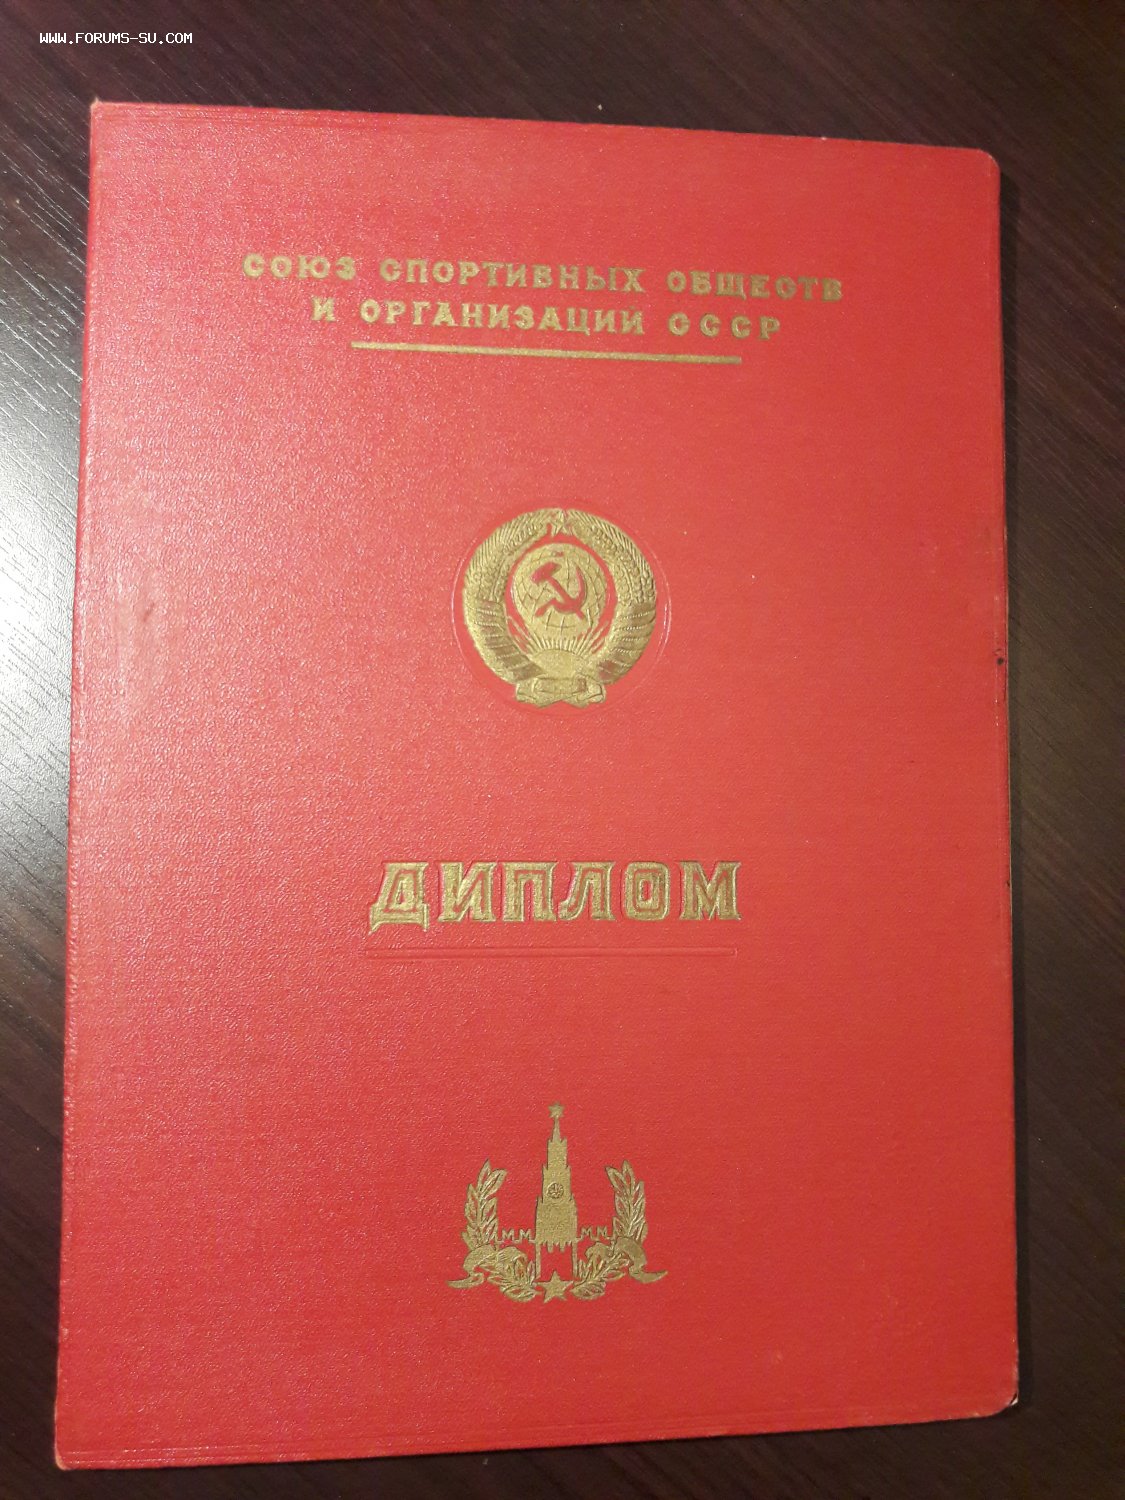 WWW.FORUMS-SU.COM
СОЮЗ СПОРТИВНЫХ ОБЩЕСТВ
И ОРГАНИЗАЦИЙ СССР
ДИПЛОМ